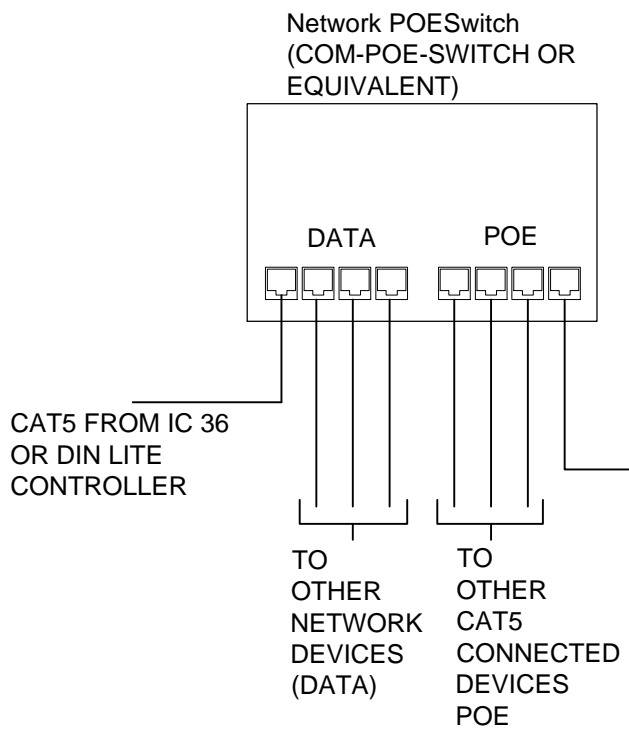 Network POESwitch
(COM-POE-SWITCH OR
EQUIVALENT)
DATA
POE
CAT5 FROM IC 36
OR DIN LITE
CONTROLLER
TO
OTHER
NETWORK
DEVICES
(DATA)
TO
OTHER
CAT5
CONNECTED
DEVICES
POE